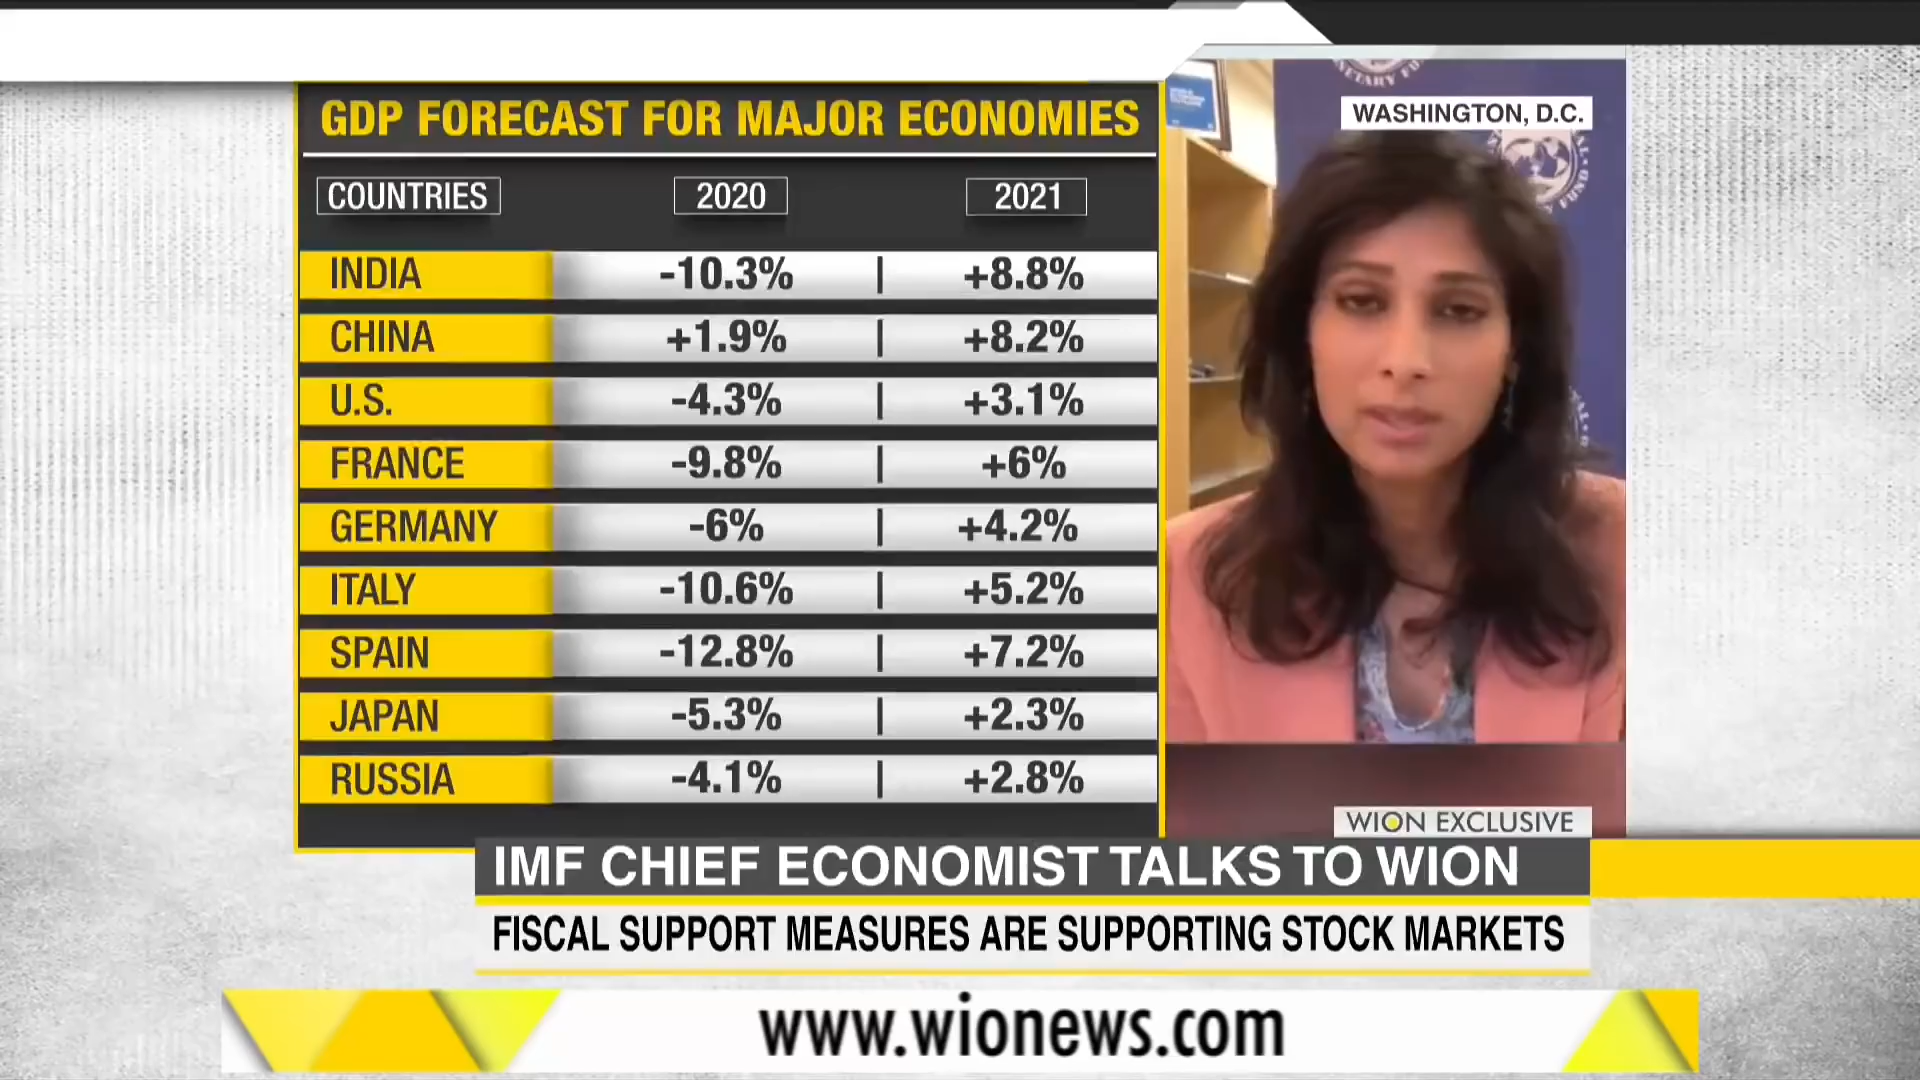 GDP FORECAST FOR MAJOR ECONOMIES
COUNTRIES 2020 2021
INDIA -10.3% | +8.8%
CHINA +1.9% | +8.2%
U.S. -4.3% | +3.1%
FRANCE -9.8% | +6%
GERMANY -6% | +4.2%
ITALY -10.6% | +5.2%
SPAIN -12.8% | +7.2%
JAPAN -5.3% | +2.3%
RUSSIA -4.1% | +2.8%
WASHINGTON, D.C.
WION EXCLUSIVE
IMF CHIEF ECONOMIST TALKS TO WION
FISCAL SUPPORT MEASURES ARE SUPPORTING STOCK MARKETS
www.wionews.com